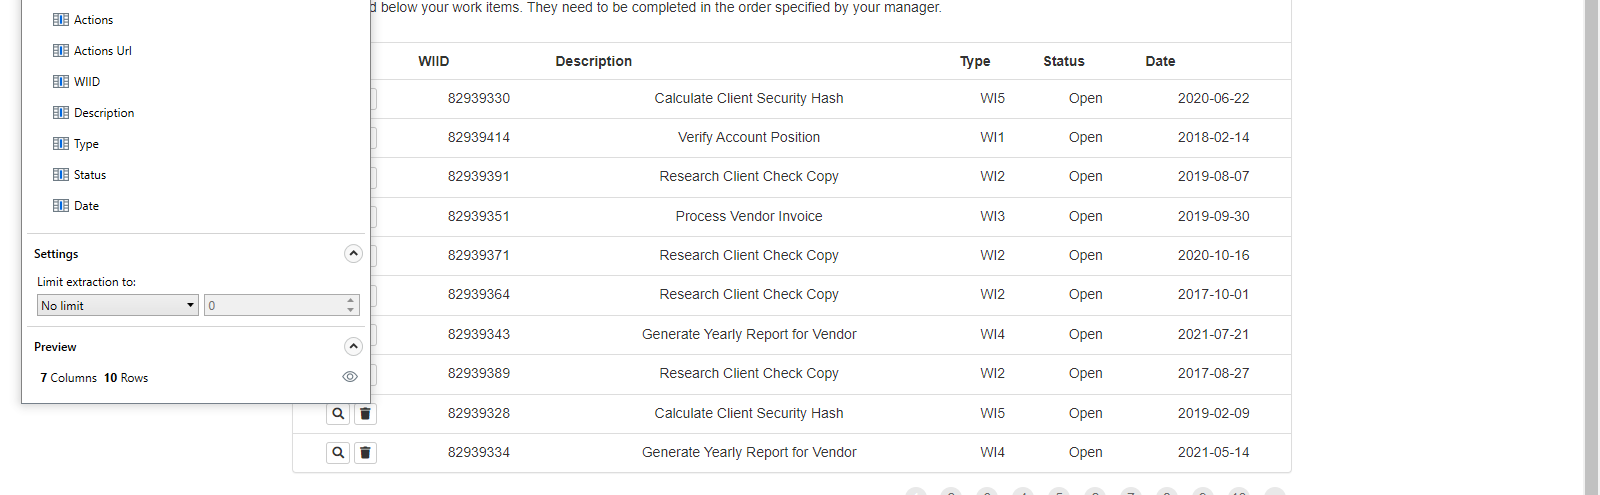 d below your work items. They need to be completed in the order specified by your manager.
Actions
Actions Url
WIID
Description
Type
Status
Date
Settings
Limit extraction to:
No limit 0
Preview
7 Columns 10 Rows
WIID Description Type Status Date
82939330 Calculate Client Security Hash WI5 Open 2020-06-22
82939414 Verify Account Position WI1 Open 2018-02-14
82939391 Research Client Check Copy WI2 Open 2019-08-07
82939351 Process Vendor Invoice WI3 Open 2019-09-30
82939371 Research Client Check Copy WI2 Open 2020-10-16
82939364 Research Client Check Copy WI2 Open 2017-10-01
82939343 Generate Yearly Report for Vendor WI4 Open 2021-07-21
82939389 Research Client Check Copy WI2 Open 2017-08-27
82939328 Calculate Client Security Hash WI5 Open 2019-02-09
82939334 Generate Yearly Report for Vendor WI4 Open 2021-05-14